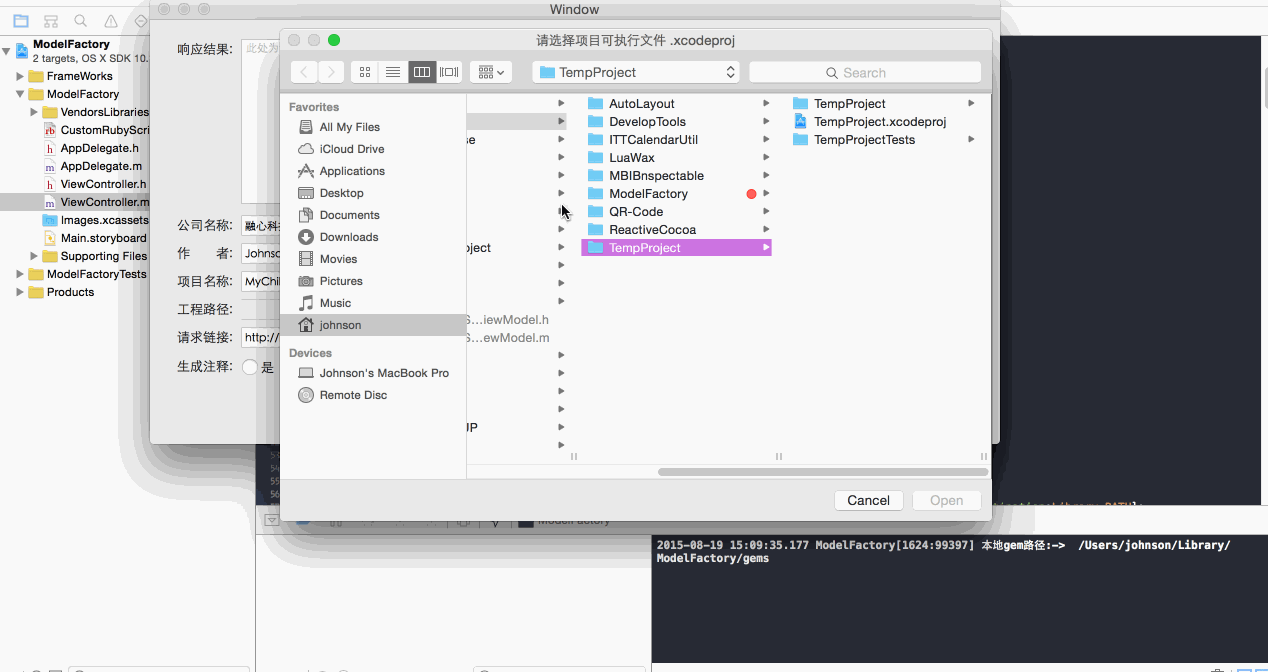 Window
ModelFactory
2 targets, OS X SDK 10.
FrameWorks
ModelFactory
VendorsLibraries
CustomRubyScri
AppDelegate.h
AppDelegate.m
ViewController.h
ViewController.m
Images.xcassets
Main.storyboard
Supporting Files
ModelFactoryTests
Products
响应结果:
此处为
公司名称:
融心科
作 者:
Johnso
项目名称:
MyChi
工程路径:
请求链接:
http://
生成注释:
是
请选择项目可执行文件 .xcodeproj
TempProject
Search
Favorites
All My Files
iCloud Drive
Applications
Desktop
Documents
Downloads
Movies
Pictures
Music
johnson
Devices
Johnson's MacBook Pro
Remote Disc
se
oject
S...iewModel.h
S...ewModel.m
JP
AutoLayout
DevelopTools
ITTCalendarUtil
LuaWax
MBIBnspectable
ModelFactory
QR-Code
ReactiveCocoa
TempProject
TempProject
TempProject.xcodeproj
TempProjectTests
Cancel
Open
53
54
55
56
ModelFactory
2015-08-19 15:09:35.177 ModelFactory[1624:99397] 本地gem路径:—> /Users/johnson/Library/
ModelFactory/gems